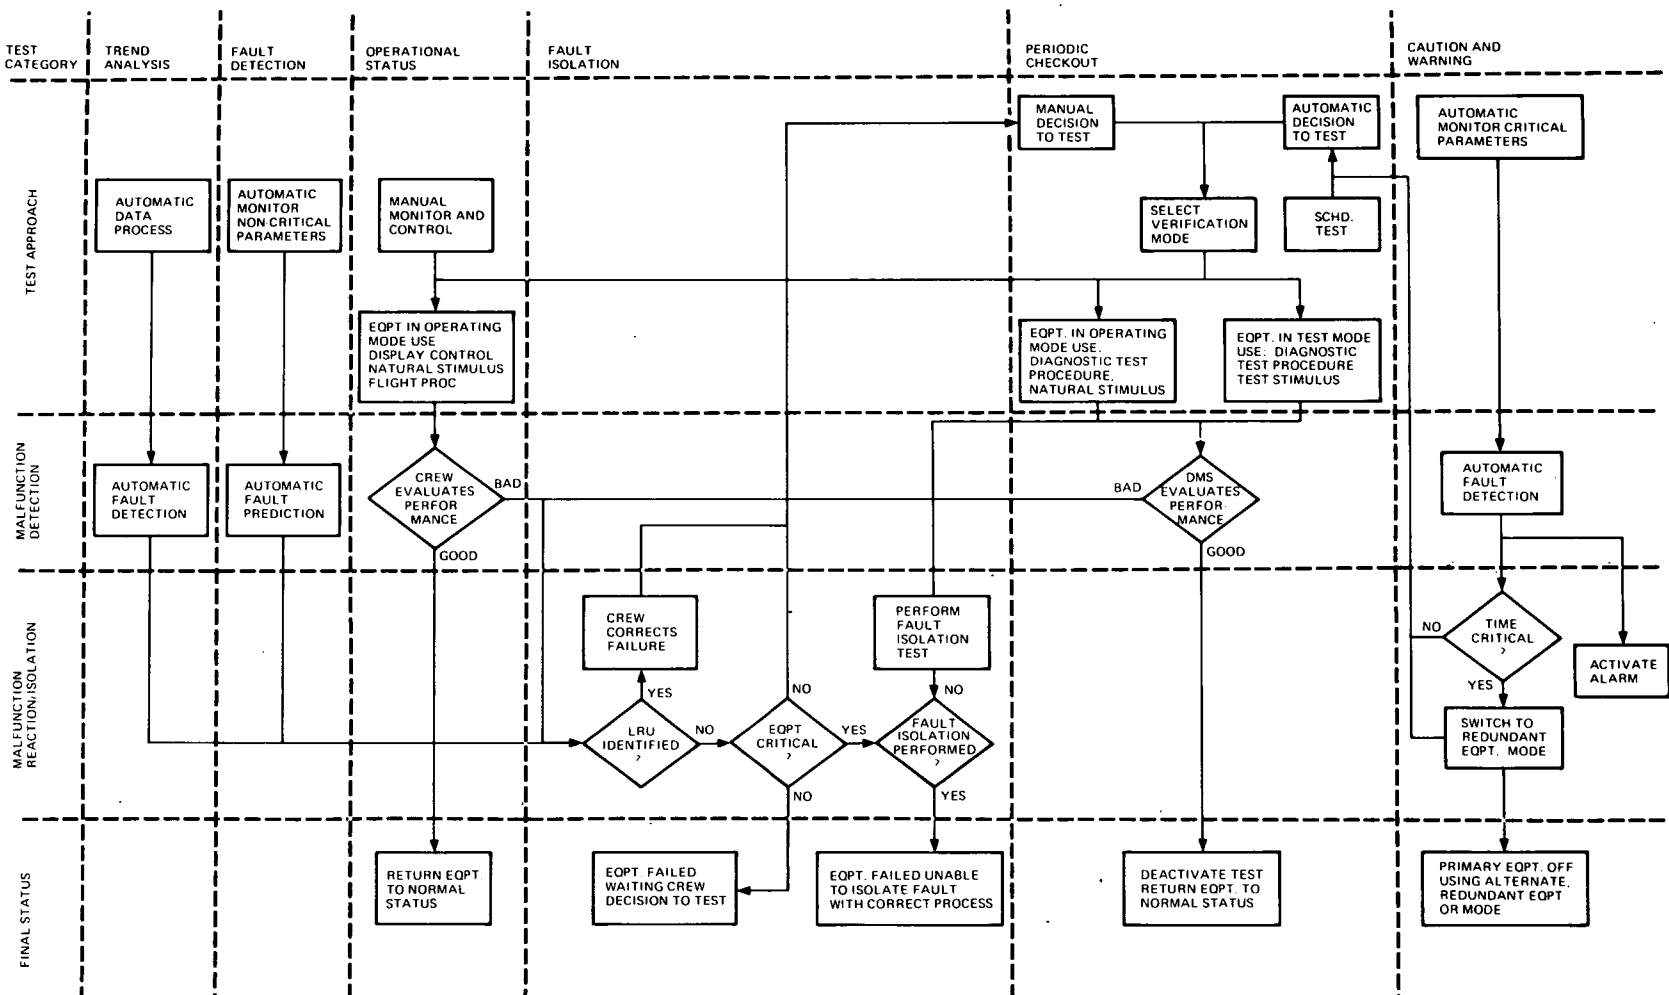 TEST
CATEGORY
TREND
ANALYSIS
FAULT
DETECTION
OPERATIONAL
STATUS
FAULT
ISOLATION
PERIODIC
CHECKOUT
CAUTION AND
WARNING
TEST APPROACH
AUTOMATIC
DATA
PROCESS
AUTOMATIC
MONITOR
NON-CRITICAL
PARAMETERS
MANUAL
MONITOR AND
CONTROL
MANUAL
DECISION
TO TEST
AUTOMATIC
DECISION
TO TEST
AUTOMATIC
MONITOR CRITICAL
PARAMETERS
SELECT
VERIFICATION
MODE
SCHD.
TEST
EQPT IN OPERATING
MODE USE
DISPLAY CONTROL
NATURAL STIMULUS
FLIGHT PROC
EQPT. IN OPERATING
MODE USE.
DIAGNOSTIC TEST
PROCEDURE,
NATURAL STIMULUS
EQPT. IN TEST MODE
USE: DIAGNOSTIC
TEST PROCEDURE
TEST STIMULUS
MALFUNCTION
DETECTION
AUTOMATIC
FAULT
DETECTION
AUTOMATIC
FAULT
PREDICTION
CREW
EVALUATES
PERFOR
MANCE
BAD
GOOD
BAD
DMS
EVALUATES
PERFOR-
MANCE
GOOD
AUTOMATIC
FAULT
DETECTION
MALFUNCTION
REACTION/ISOLATION
CREW
CORRECTS
FAILURE
YES
LRU
IDENTIFIED
?
NO
NO
EQPT
CRITICAL
?
YES
NO
PERFORM
FAULT
ISOLATION
TEST
NO
FAULT
ISOLATION
PERFORMED
?
YES
NO
TIME
CRITICAL
?
YES
ACTIVATE
ALARM
SWITCH TO
REDUNDANT
EQPT. MODE
FINAL STATUS
RETURN EQPT.
TO NORMAL
STATUS
EQPT. FAILED
WAITING CREW
DECISION TO TEST
EQPT. FAILED UNABLE
TO ISOLATE FAULT
WITH CORRECT PROCESS
DEACTIVATE TEST
RETURN EQPT. TO
NORMAL STATUS
PRIMARY EQPT. OFF
USING ALTERNATE,
REDUNDANT EQPT
OR MODE